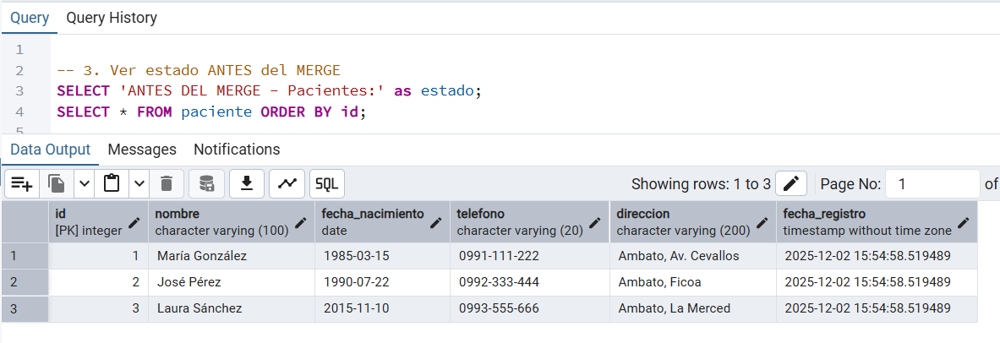 Query Query History
1
2 -- 3. Ver estado ANTES del MERGE
3 SELECT 'ANTES DEL MERGE - Pacientes:' as estado;
4 SELECT * FROM paciente ORDER BY id;
5
Data Output Messages Notifications
SQL Showing rows: 1 to 3 Page No: 1 of
id nombre fecha_nacimiento telefono direccion fecha_registro
[PK] integer character varying (100) date character varying (20) character varying (200) timestamp without time zone
1 1 María González 1985-03-15 0991-111-222 Ambato, Av. Cevallos 2025-12-02 15:54:58.519489
2 2 José Pérez 1990-07-22 0992-333-444 Ambato, Ficoa 2025-12-02 15:54:58.519489
3 3 Laura Sánchez 2015-11-10 0993-555-666 Ambato, La Merced 2025-12-02 15:54:58.519489